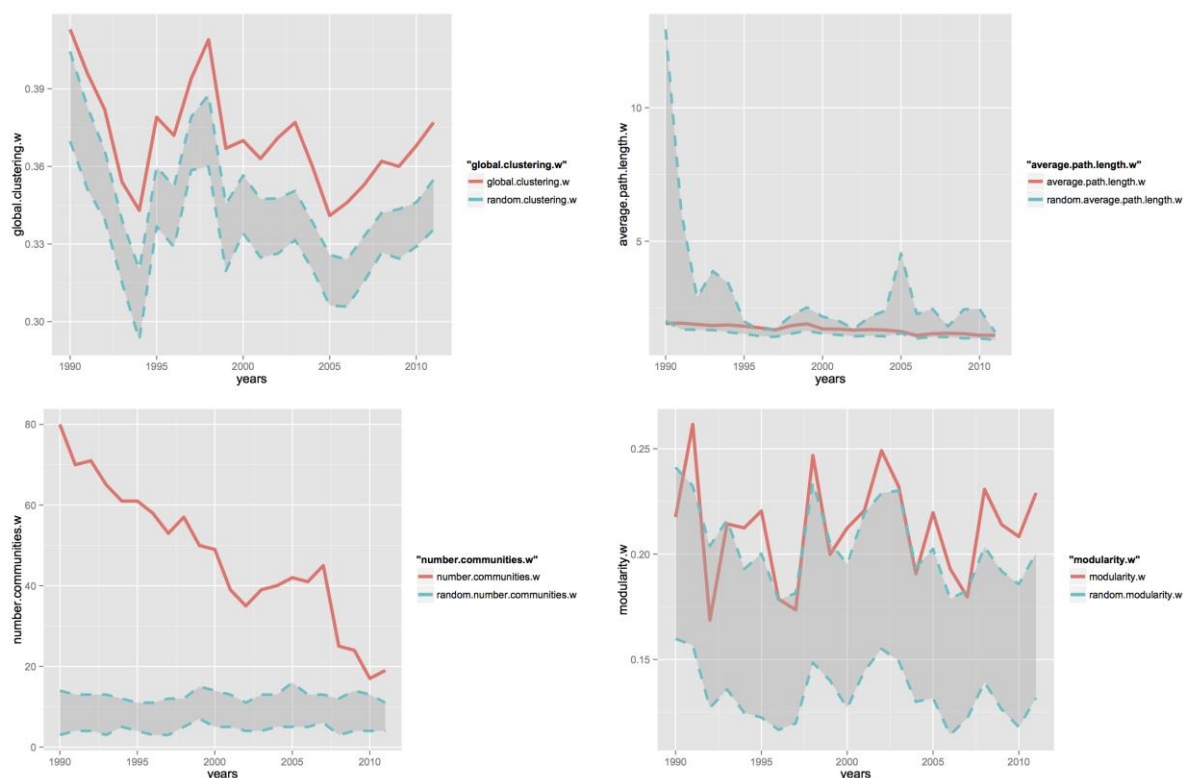 global.clustering.w
0.39
0.36
0.33
0.30
1990
1995
2000
2005
2010
years
"global.clustering.w"
global.clustering.w
random.clustering.w
average.path.length.w
10
5
1990
1995
2000
2005
2010
years
"average.path.length.w"
average.path.length.w
random.average.path.length.w
number.communities.w
80
60
40
20
0
1990
1995
2000
2005
2010
years
"number.communities.w"
number.communities.w
random.number.communities.w
modularity.w
0.25
0.20
0.15
1990
1995
2000
2005
2010
years
"modularity.w"
modularity.w
random.modularity.w